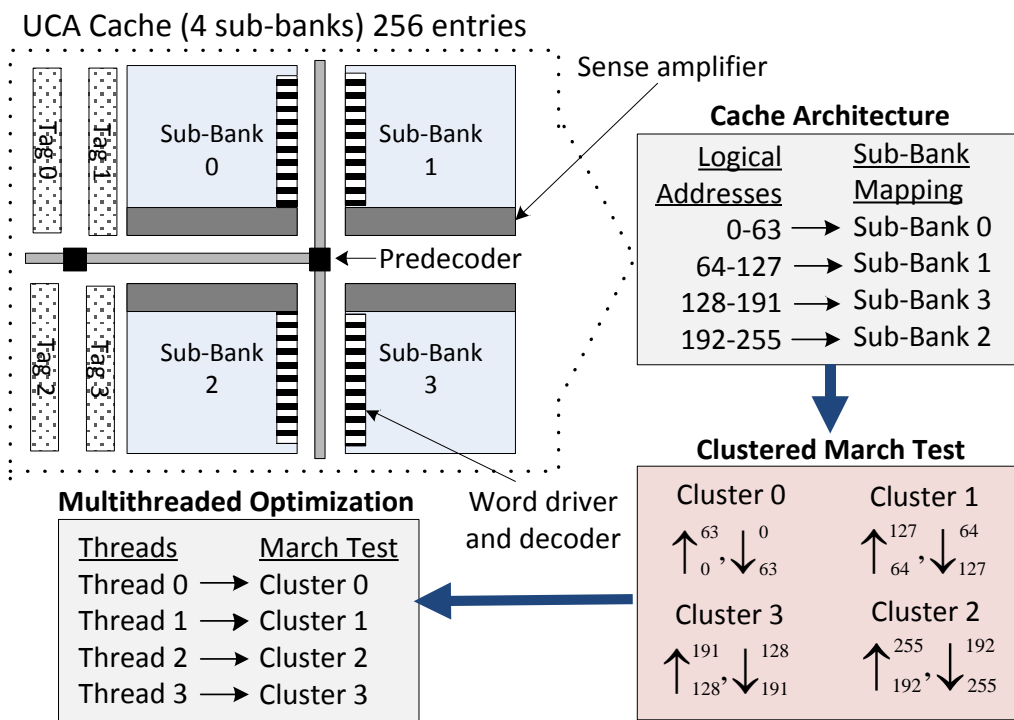 UCA Cache (4 sub-banks) 256 entries
Tag 0
Tag 1
Sub-Bank
0
Sub-Bank
1
Sense amplifier
Predecoder
Tag 2
Tag 3
Sub-Bank
2
Sub-Bank
3
Word driver
and decoder
Cache Architecture
Logical
Addresses
Sub-Bank
Mapping
0-63 → Sub-Bank 0
64-127 → Sub-Bank 1
128-191 → Sub-Bank 3
192-255 → Sub-Bank 2
Clustered March Test
Cluster 0
↑ 63 0 , ↓ 0 63
Cluster 1
↑ 127 64 , ↓ 64 127
Cluster 3
↑ 191 128 , ↓ 128 191
Cluster 2
↑ 255 192 , ↓ 192 255
Multithreaded Optimization
Threads March Test
Thread 0 → Cluster 0
Thread 1 → Cluster 1
Thread 2 → Cluster 2
Thread 3 → Cluster 3